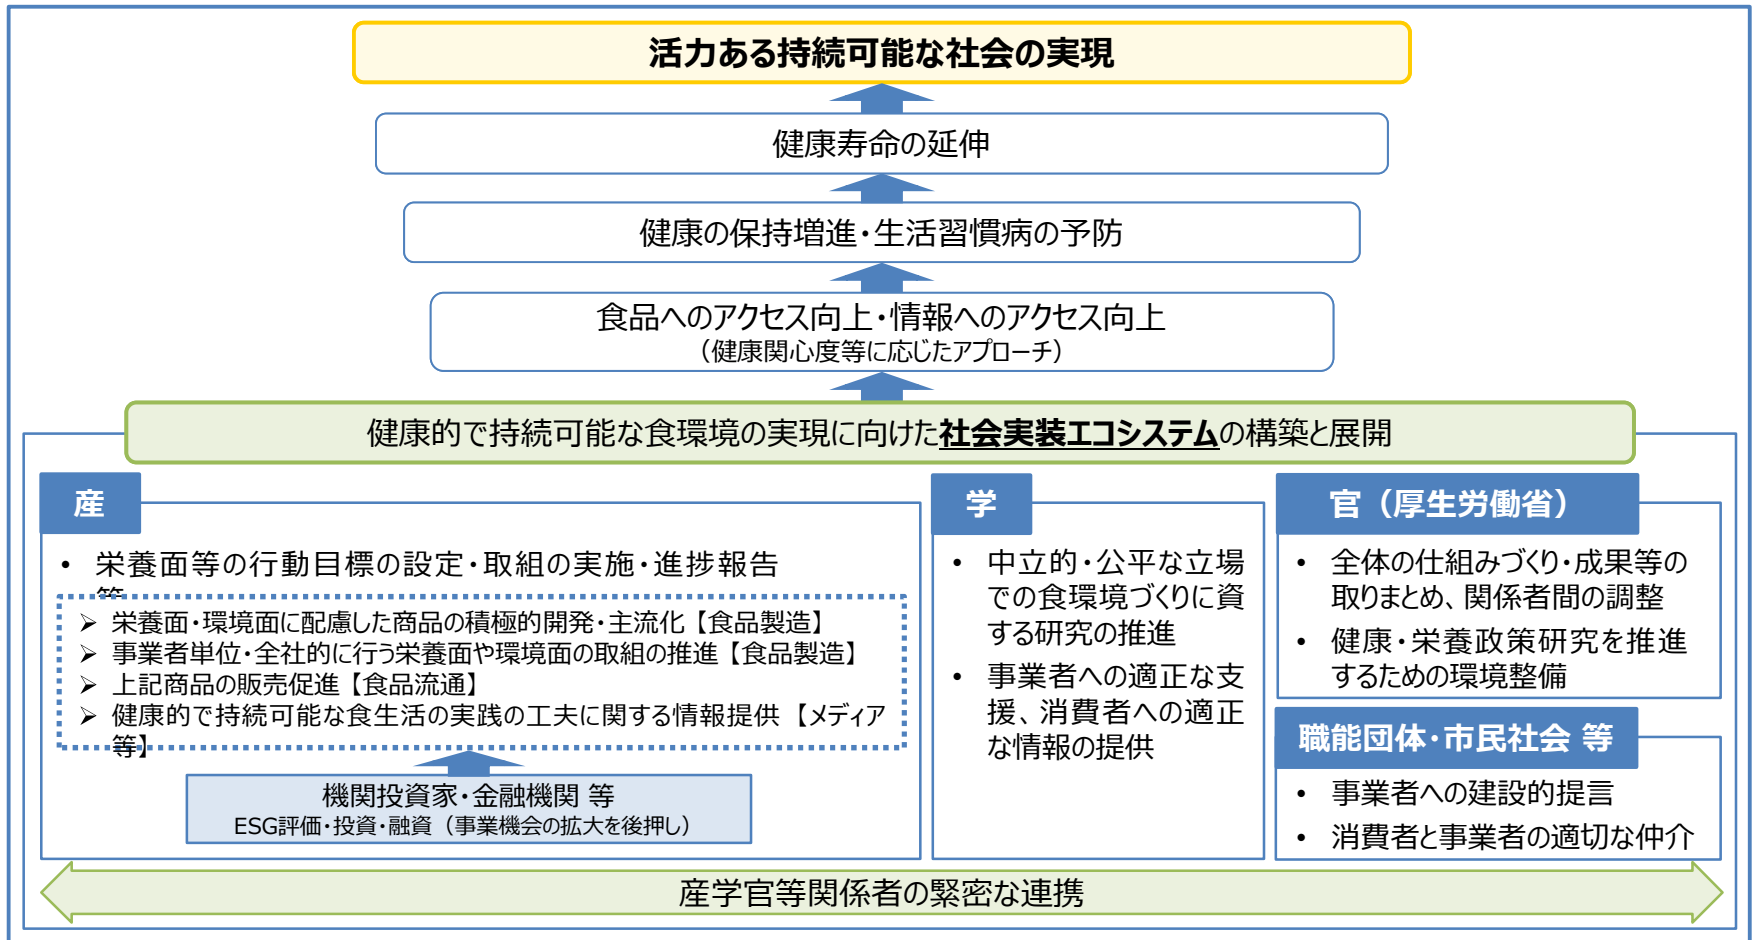 活力ある持続可能な社会の実現
健康寿命の延伸
健康の保持増進・生活習慣病の予防
食品へのアクセス向上・情報へのアクセス向上
（健康関心度等に応じたアプローチ）
健康的で持続可能な食環境の実現に向けた社会実装エコシステムの構築と展開
産
• 栄養面等の行動目標の設定・取組の実施・進捗報告
等
➢ 栄養面・環境面に配慮した商品の積極的開発・主流化【食品製造】
➢ 事業者単位・全社的に行う栄養面や環境面の取組の推進【食品製造】
➢ 上記商品の販売促進【食品流通】
➢ 健康的で持続可能な食生活の実践の工夫に関する情報提供 【メディア
等】
機関投資家・金融機関 等
ESG評価・投資・融資（事業機会の拡大を後押し）
学
• 中立的・公平な立場
での食環境づくりに資
する研究の推進
• 事業者への適正な支
援、消費者への適正
な情報の提供
官（厚生労働省）
• 全体の仕組みづくり・成果等の
取りまとめ、関係者間の調整
• 健康・栄養政策研究を推進
するための環境整備
職能団体・市民社会 等
• 事業者への建設的提言
• 消費者と事業者の適切な仲介
産学官等関係者の緊密な連携